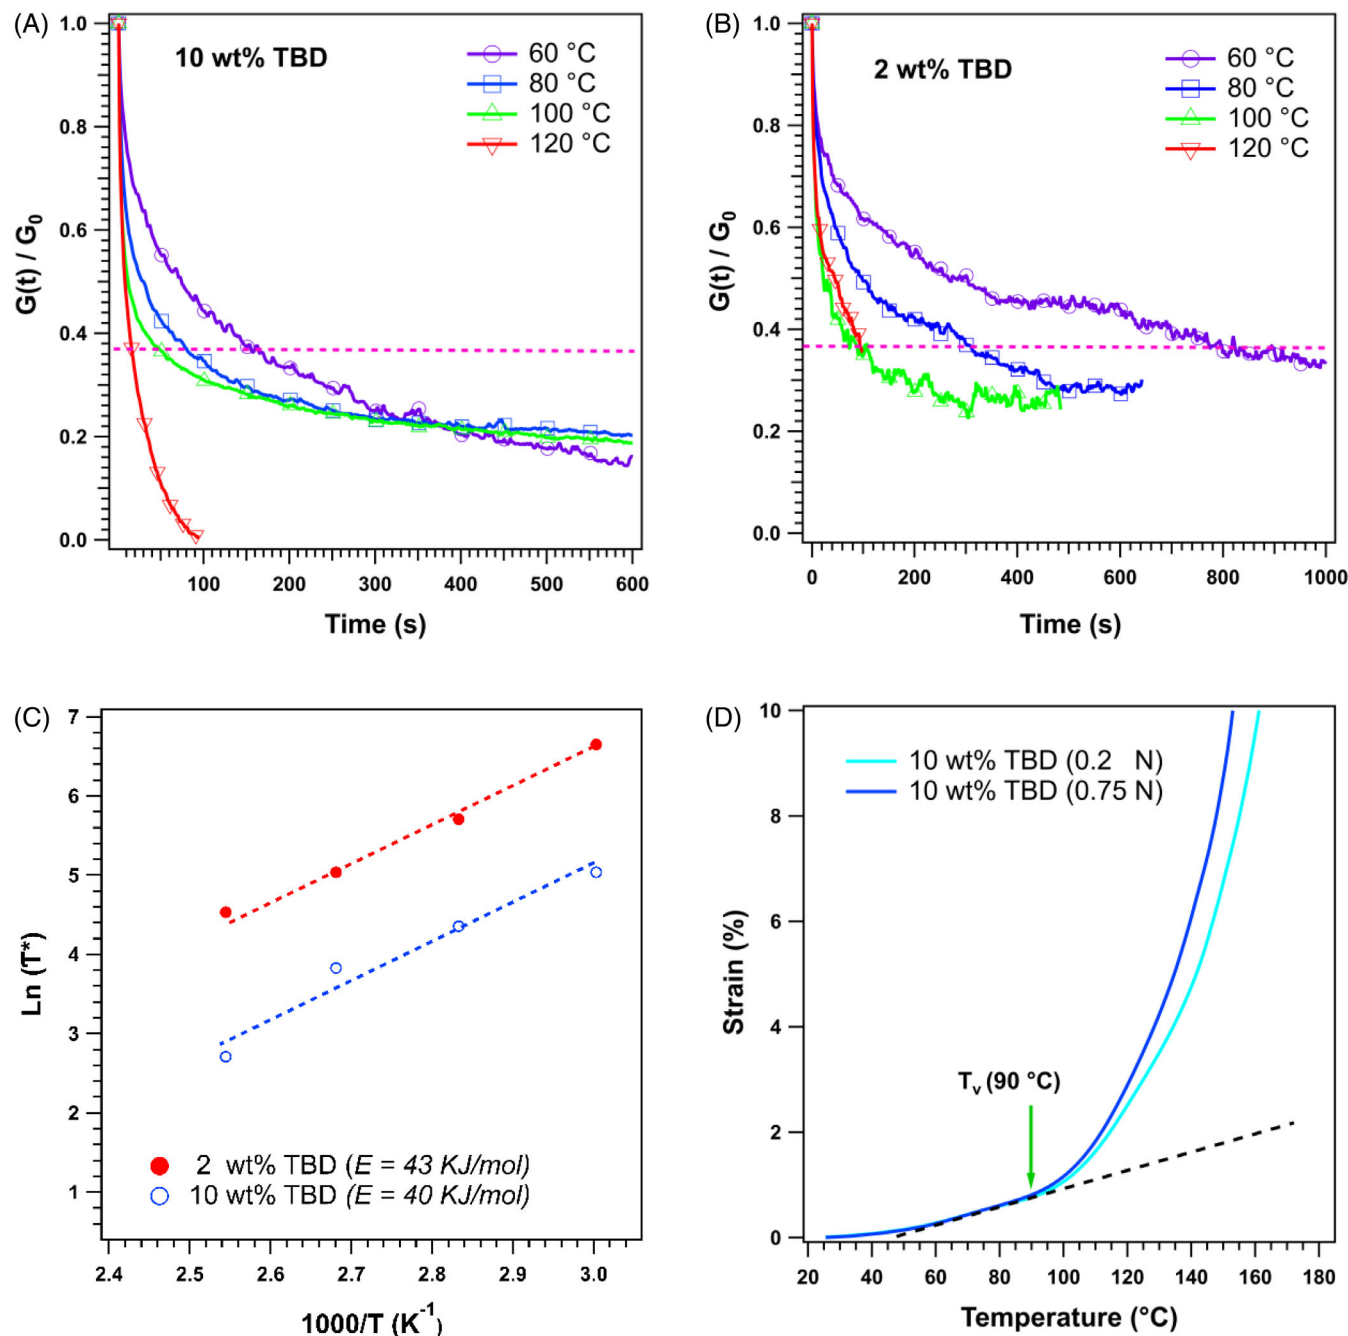 (A)
10 wt% TBD
60 °C
80 °C
100 °C
120 °C
1.0
0.8
0.6
0.4
0.2
0.0
G(t) / G0
100
200
300
400
500
600
Time (s)
(B)
2 wt% TBD
60 °C
80 °C
100 °C
120 °C
1.0
0.8
0.6
0.4
0.2
0.0
G(t) / G0
0
200
400
600
800
1000
Time (s)
(C)
7
6
5
4
3
2
1
Ln (T*)
2 wt% TBD (E = 43 KJ/mol)
10 wt% TBD (E = 40 KJ/mol)
2.4
2.5
2.6
2.7
2.8
2.9
3.0
1000/T (K-1)
(D)
10 wt% TBD (0.2 N)
10 wt% TBD (0.75 N)
10
8
6
4
2
0
Strain (%)
Tv (90 °C)
20
40
60
80
100
120
140
160
180
Temperature (°C)